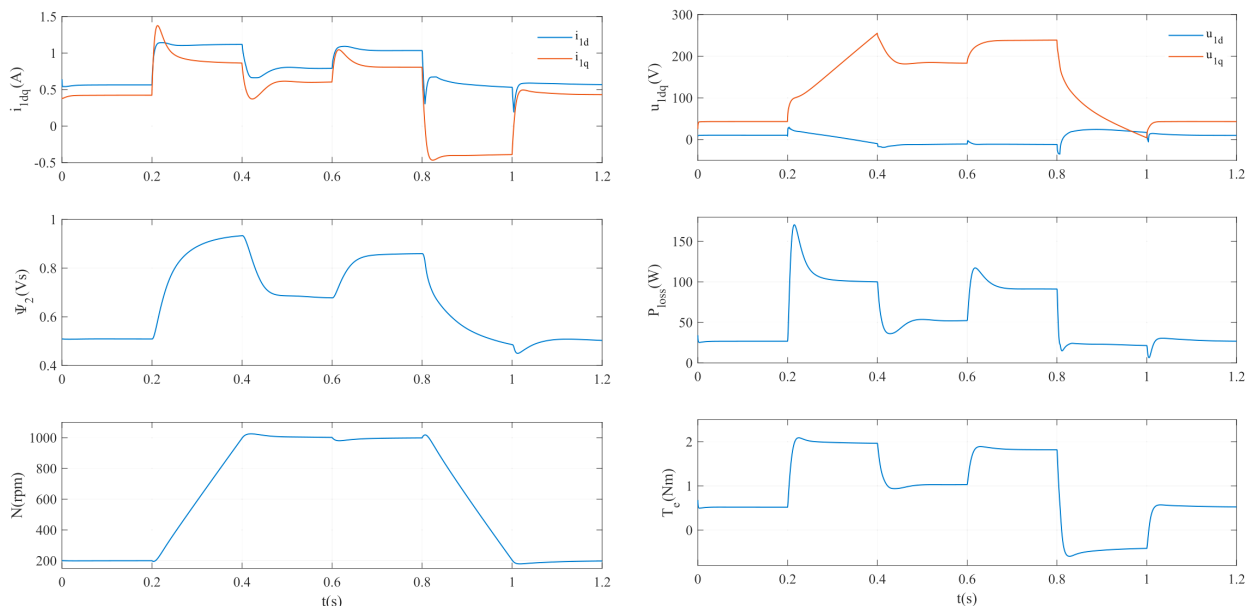 1.5
1
0.5
0
-0.5
i1dq(A)
i1d
i1q
0 0.2 0.4 0.6 0.8 1 1.2
300
200
100
0
u1dq(V)
u1d
u1q
0 0.2 0.4 0.6 0.8 1 1.2
1
0.8
0.6
0.4
Ψ2(Vs)
0 0.2 0.4 0.6 0.8 1 1.2
150
100
50
0
Ploss(W)
0 0.2 0.4 0.6 0.8 1 1.2
1000
800
600
400
200
N(rpm)
0 0.2 0.4 0.6 0.8 1 1.2
t(s)
2
1
0
Te(Nm)
0 0.2 0.4 0.6 0.8 1 1.2
t(s)